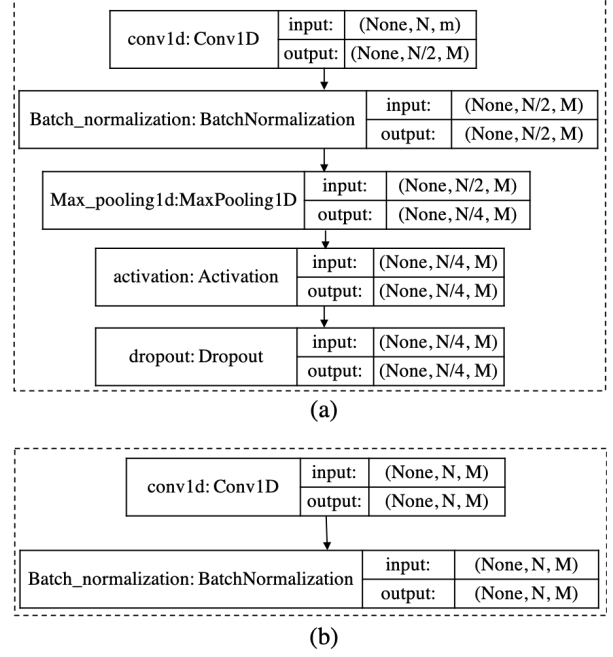 conv1d: Conv1D input: (None, N, m)
output: (None, N/2, M)
Batch_normalization: BatchNormalization input: (None, N/2, M)
output: (None, N/2, M)
Max_pooling1d:MaxPooling1D input: (None, N/2, M)
output: (None, N/4, M)
activation: Activation input: (None, N/4, M)
output: (None, N/4, M)
dropout: Dropout input: (None, N/4, M)
output: (None, N/4, M)
(a)
conv1d: Conv1D input: (None, N, M)
output: (None, N, M)
Batch_normalization: BatchNormalization input: (None, N, M)
output: (None, N, M)
(b)